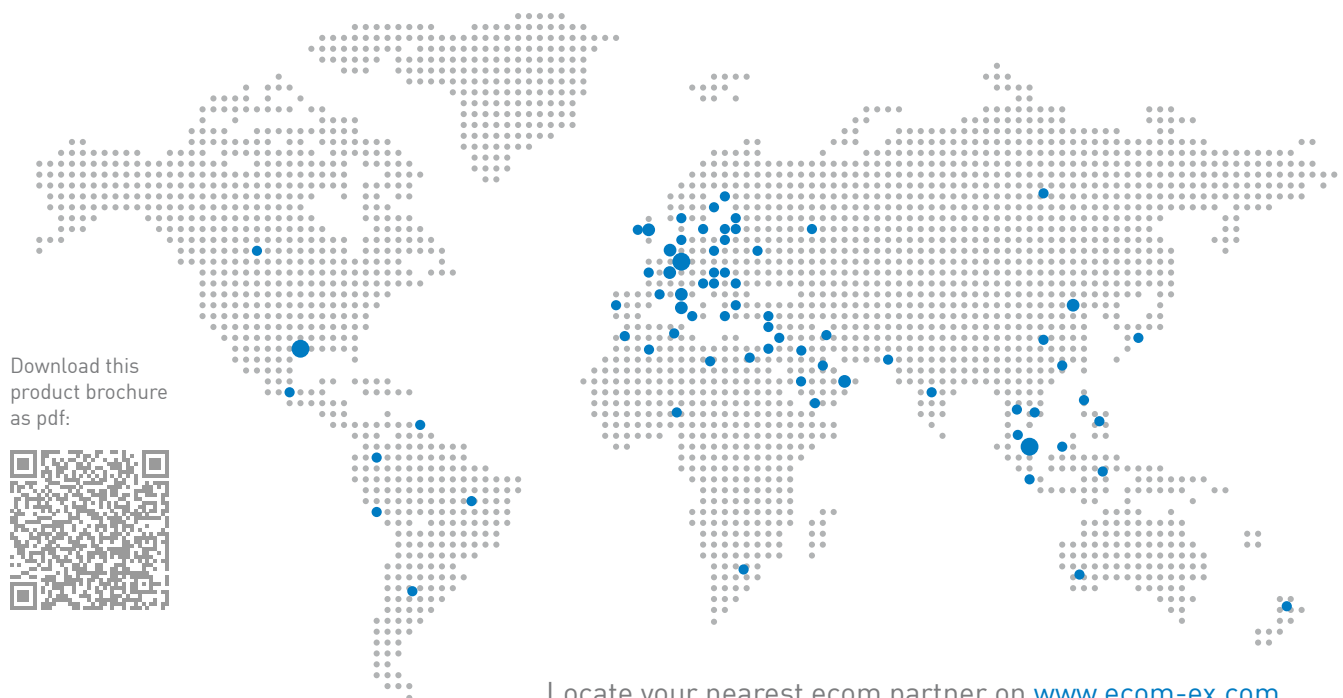 Download this
product brochure
as pdf:
Locate your nearest ecom partner on www.ecom-ex.com